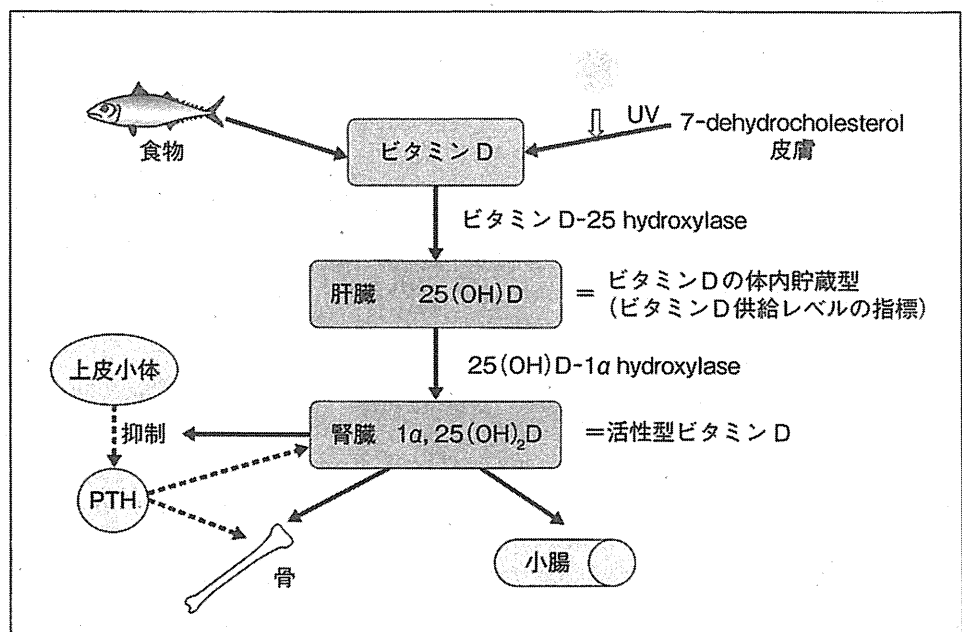 食物
UV
7-dehydrocholesterol
皮膚
ビタミン D
ビタミン D-25 hydroxylase
肝臓 25(OH)D
= ビタミンDの体内貯蔵型
(ビタミンD供給レベルの指標)
25(OH)D-1α hydroxylase
上皮小体
抑制
腎臓 1α, 25(OH)₂D
=活性型ビタミン D
PTH
骨
小腸